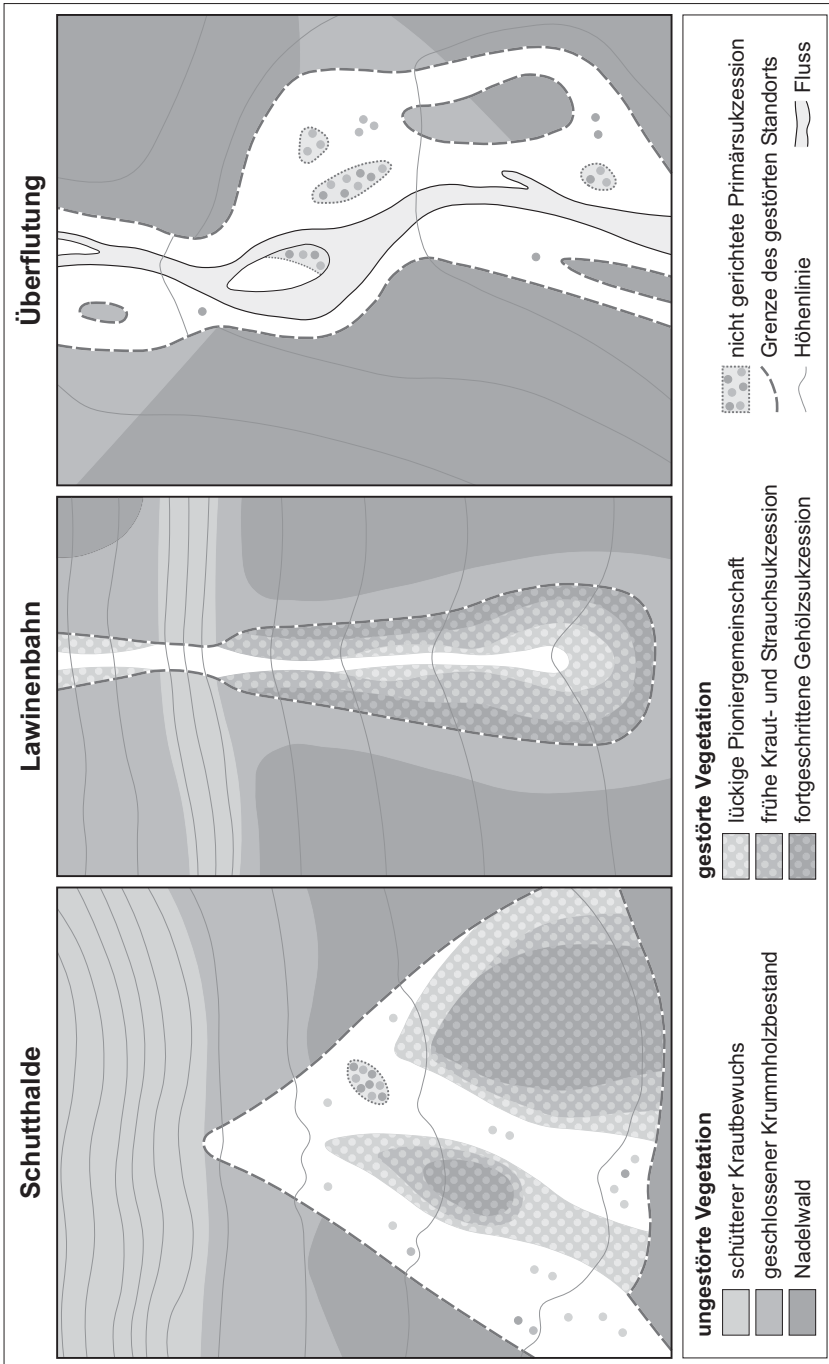 Schutthalde
Lawinenbahn
Überflutung
ungestörte Vegetation
schütterer Krautbewuchs
geschlossener Krummholzbestand
Nadelwald
gestörte Vegetation
lückige Pioniergemeinschaft
frühe Kraut- und Strauchsukzession
fortgeschrittene Gehölzsukzession
nicht gerichtete Primärsukzession
Grenze des gestörten Standorts
Höhenlinie
Fluss